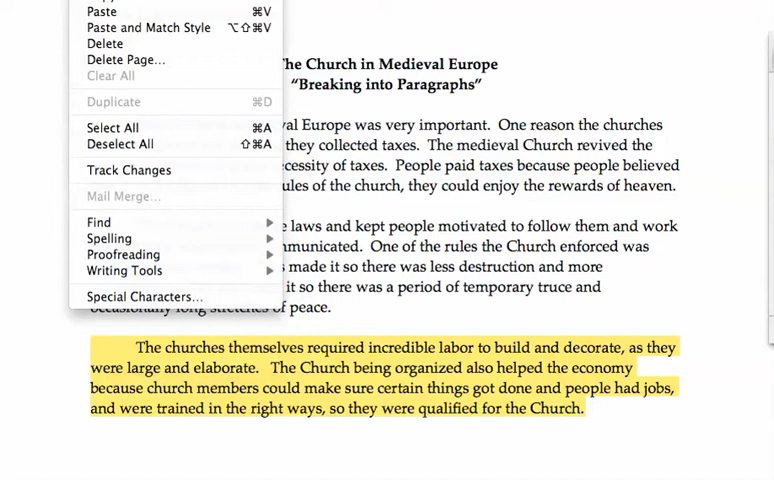 Paste ⌘V
Paste and Match Style ⌥⇧⌘V
Delete
Delete Page...
Clear All
Duplicate ⌘D
Select All ⌘A
Deselect All ⇧⌘A
Track Changes
Mail Merge...
Find
Spelling
Proofreading
Writing Tools
Special Characters...
The Church in Medieval Europe
“Breaking into Paragraphs”
Europe was very important. One reason the churches
they collected taxes. The medieval Church revived the
of taxes. People paid taxes because people believed
of the church, they could enjoy the rewards of heaven.
laws and kept people motivated to follow them and work
One of the rules the Church enforced was
made it so there was less destruction and more
it so there was a period of temporary truce and
occasionally long stretches of peace.
The churches themselves required incredible labor to build and decorate, as they
were large and elaborate. The Church being organized also helped the economy
because church members could make sure certain things got done and people had jobs,
and were trained in the right ways, so they were qualified for the Church.